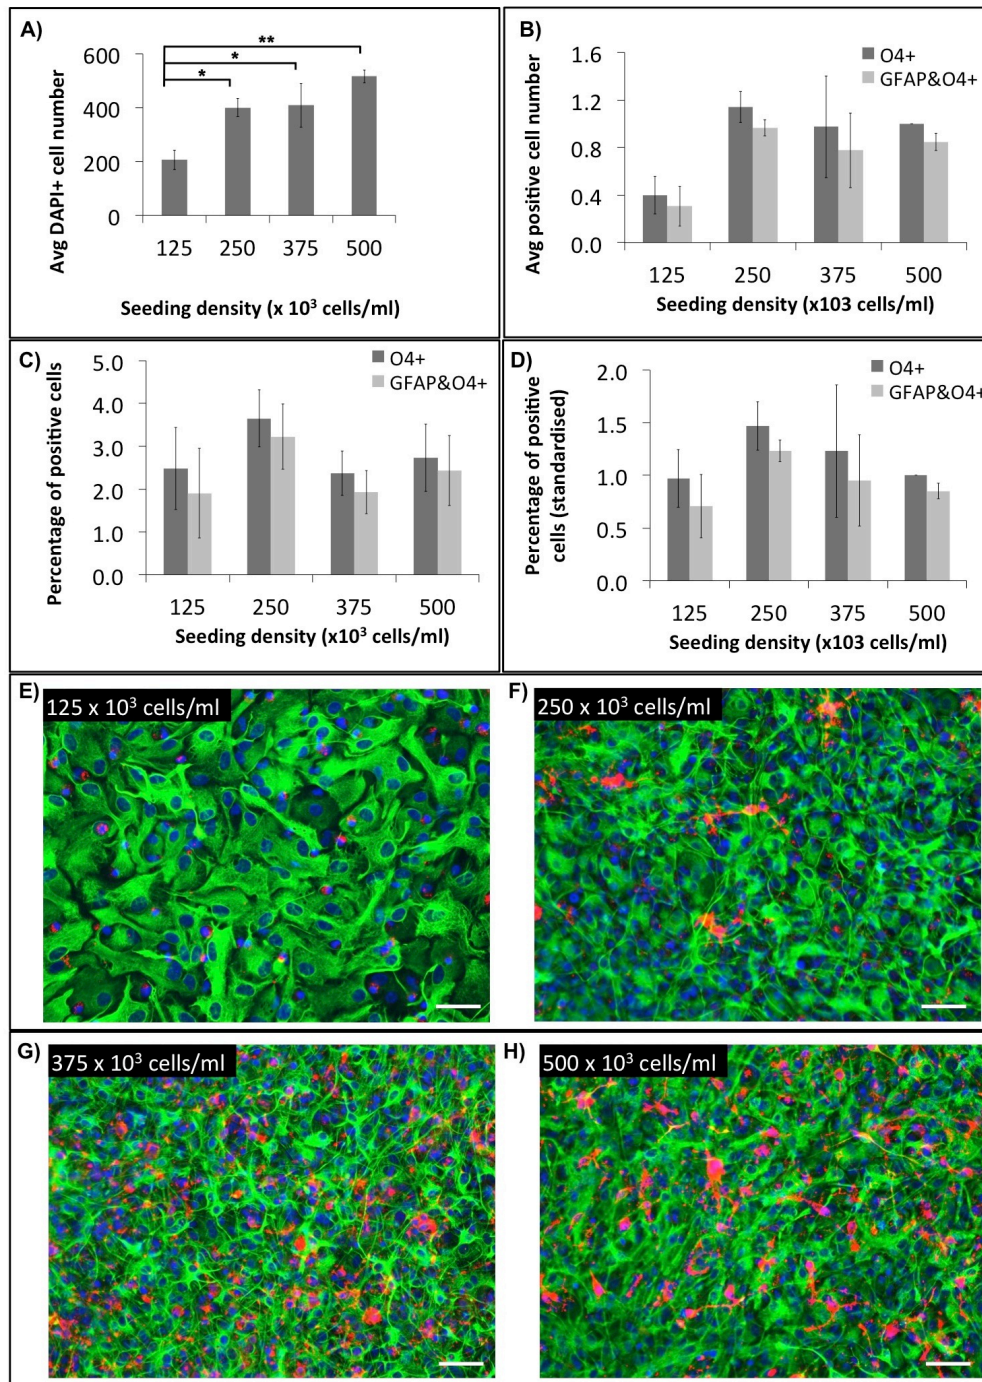 A)
**
*
*
600
400
200
0
Avg DAPI+ cell number
125 250 375 500
Seeding density (x 10³ cells/ml)
B)
O4+
GFAP&O4+
1.6
1.2
0.8
0.4
0.0
Avg positive cell number
125 250 375 500
Seeding density (x103 cells/ml)
C)
O4+
GFAP&O4+
5.0
4.0
3.0
2.0
1.0
0.0
Percentage of positive cells
125 250 375 500
Seeding density (x10³ cells/ml)
D)
O4+
GFAP&O4+
2.0
1.5
1.0
0.5
0.0
Percentage of positive
cells (standardised)
125 250 375 500
Seeding density (x103 cells/ml)
E)
125 x 10³ cells/ml
F)
250 x 10³ cells/ml
G)
375 x 10³ cells/ml
H)
500 x 10³ cells/ml